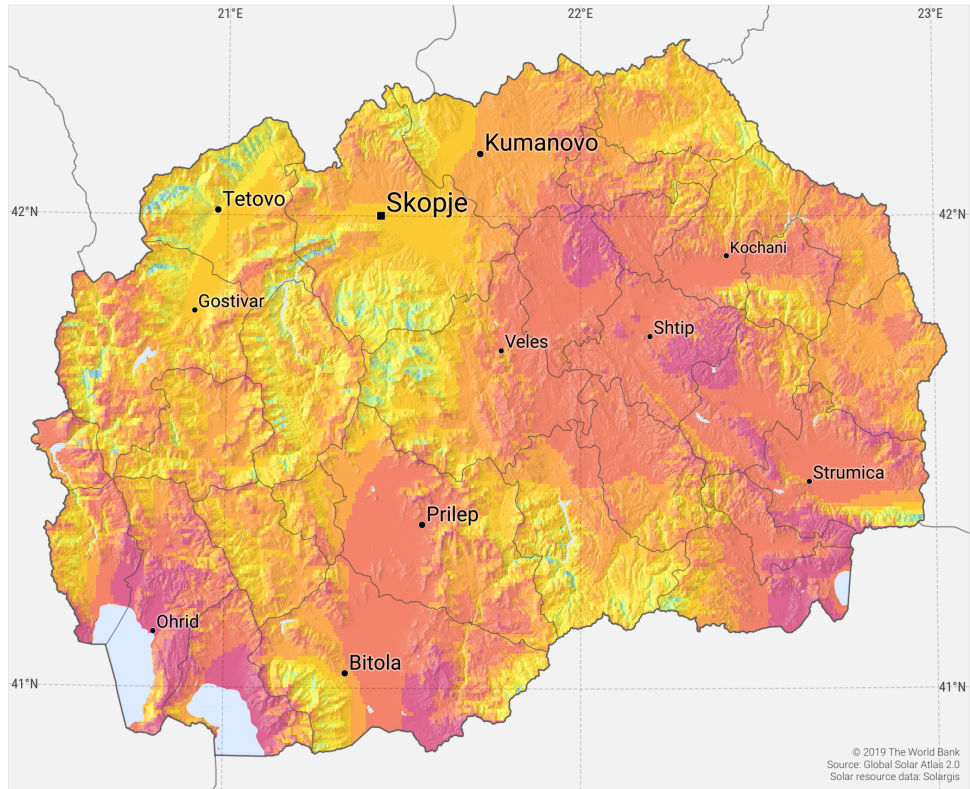 21°E
22°E
23°E
Kumanovo
Tetovo
Skopje
42°N
42°N
Kochani
Gostivar
Shtip
Veles
Strumica
Prilep
Ohrid
Bitola
41°N
41°N
© 2019 The World Bank
Source: Global Solar Atlas 2.0
Solar resource data: Solargis